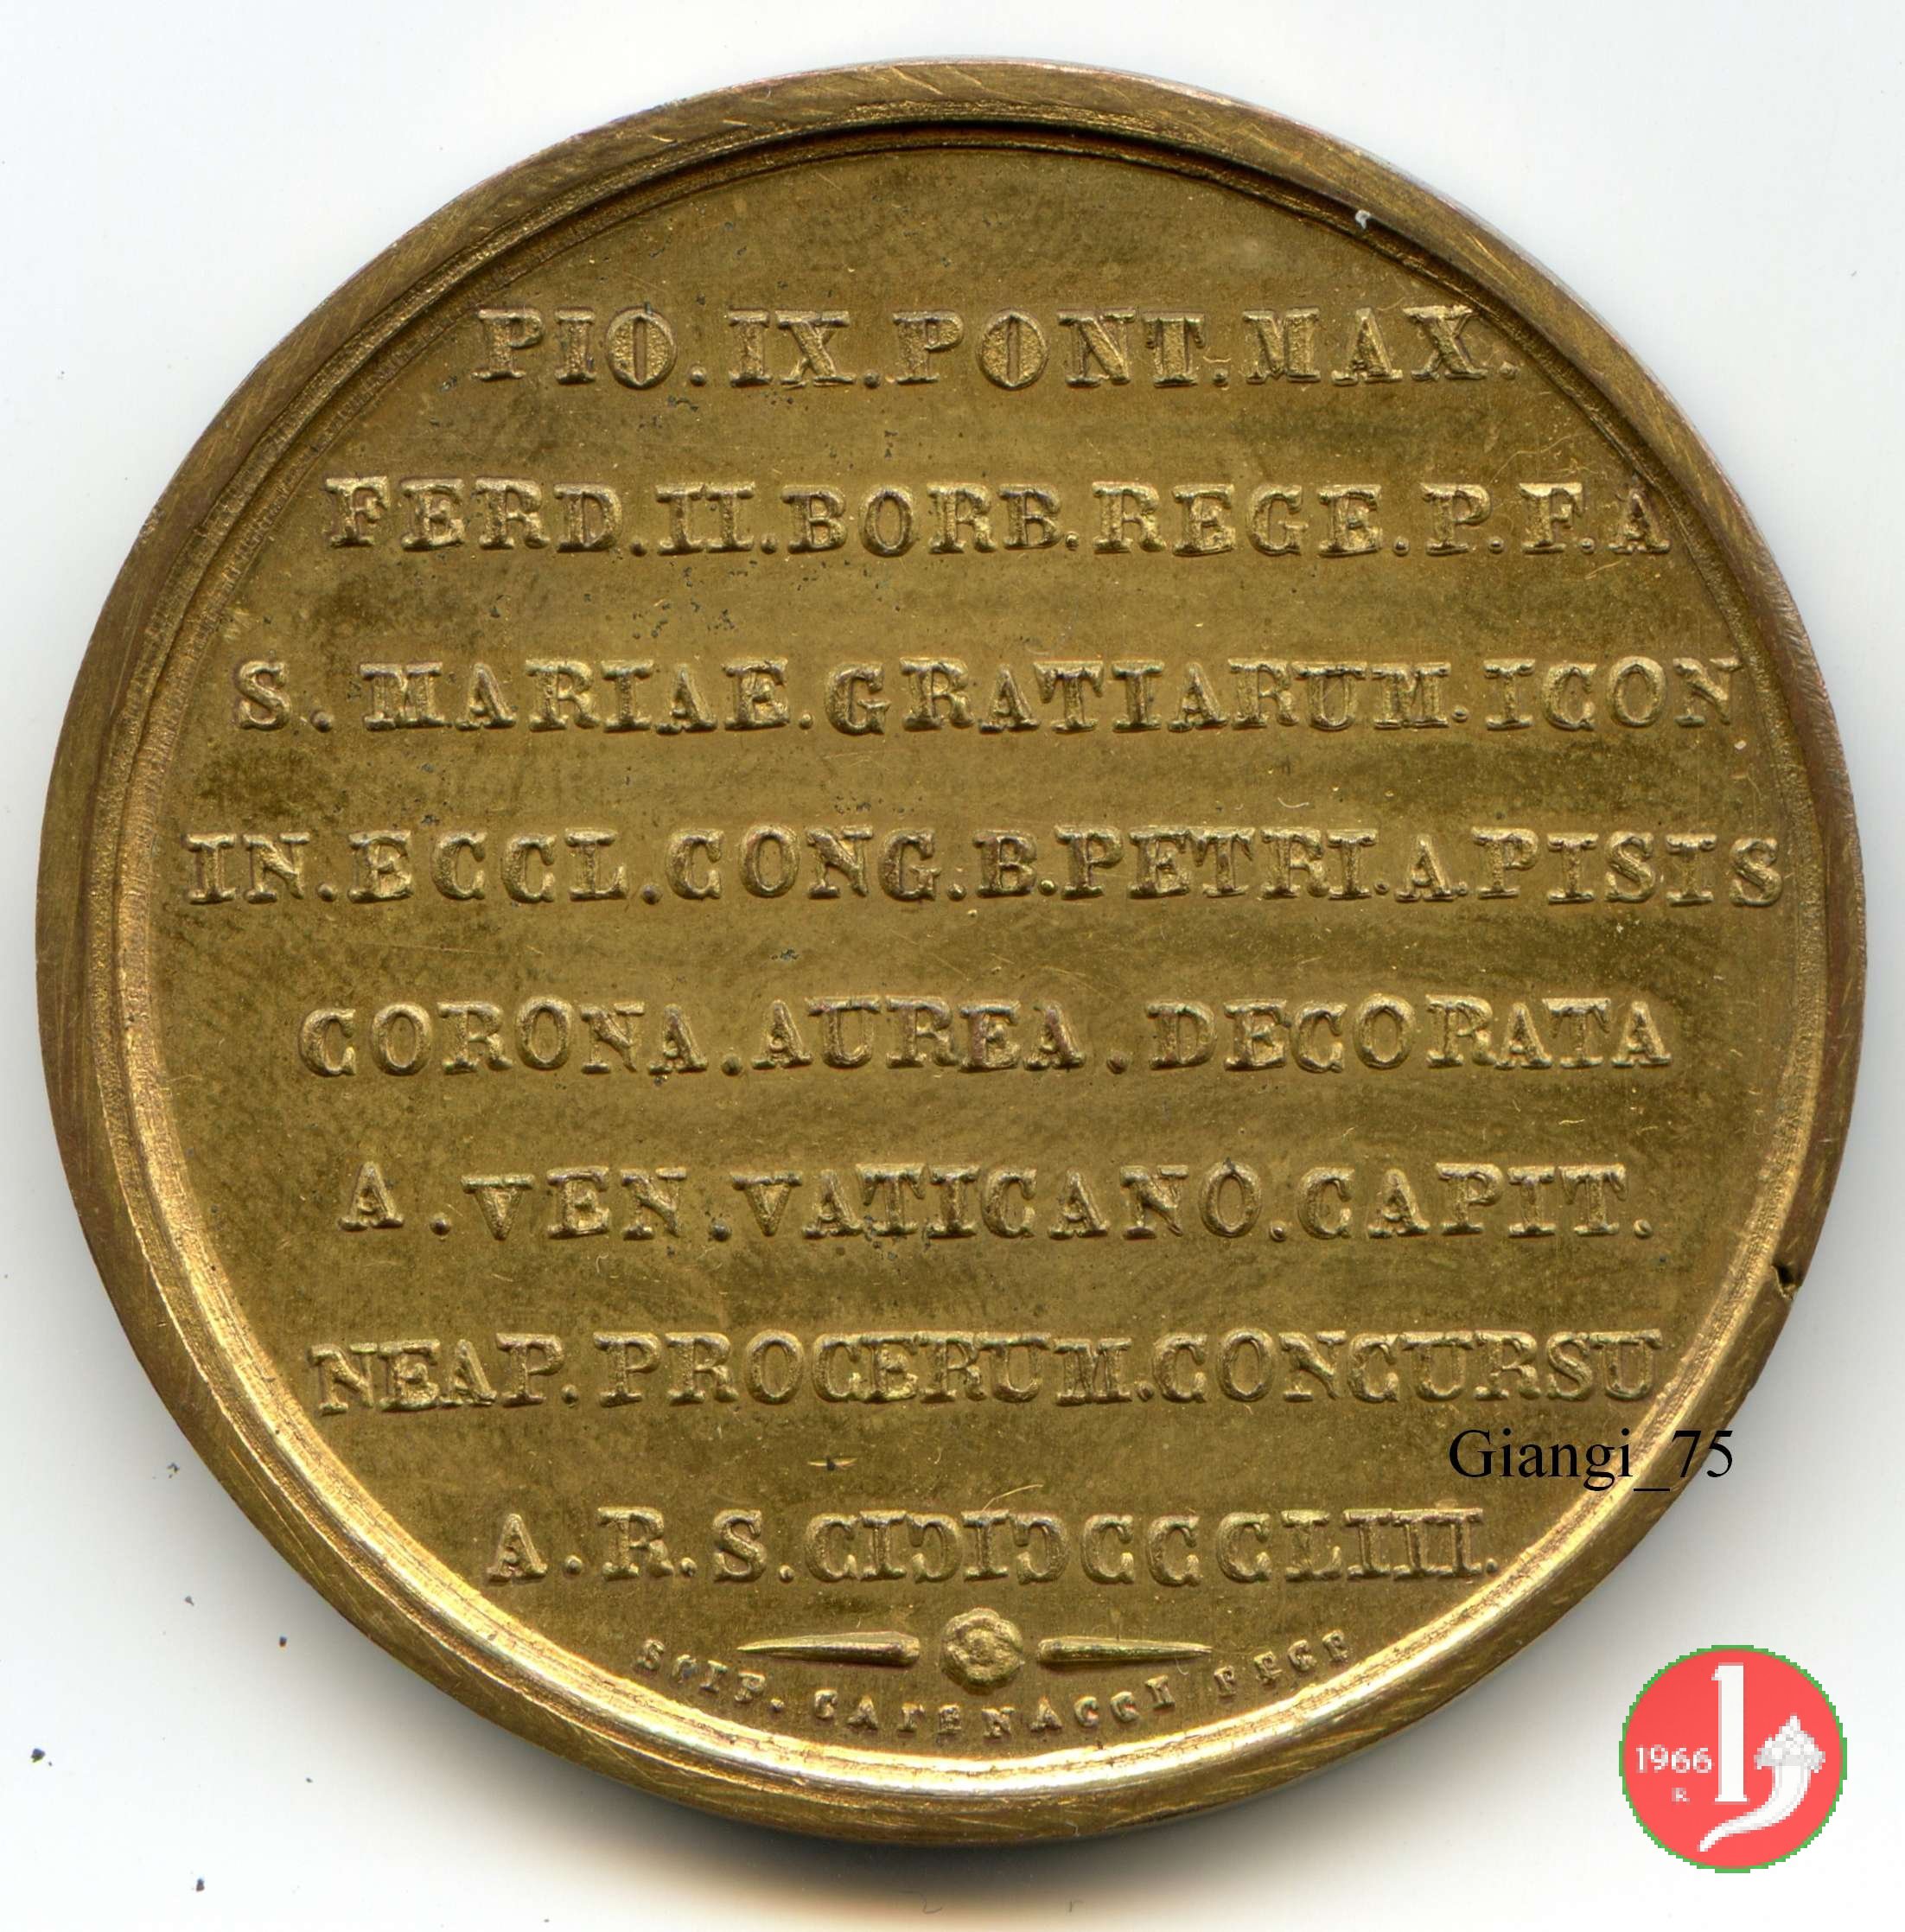 PIO.IX.PONT.MAX.
FERD.II.BORB.REGE.P.F.A
S. MARIAE.GRATIARUM.ICON
IN.ECCL.CONG.B.PETRI.A.PISIS
CORONA.AUREA.DECORATA
A.VEN.VATICANO.CAPIT.
NEAP.PROCERUM.CONCURSU
A.R.S.CIƆIƆCCCCLIII.
SCIP. CATENACCI FECE
Giangi_75
1966
R